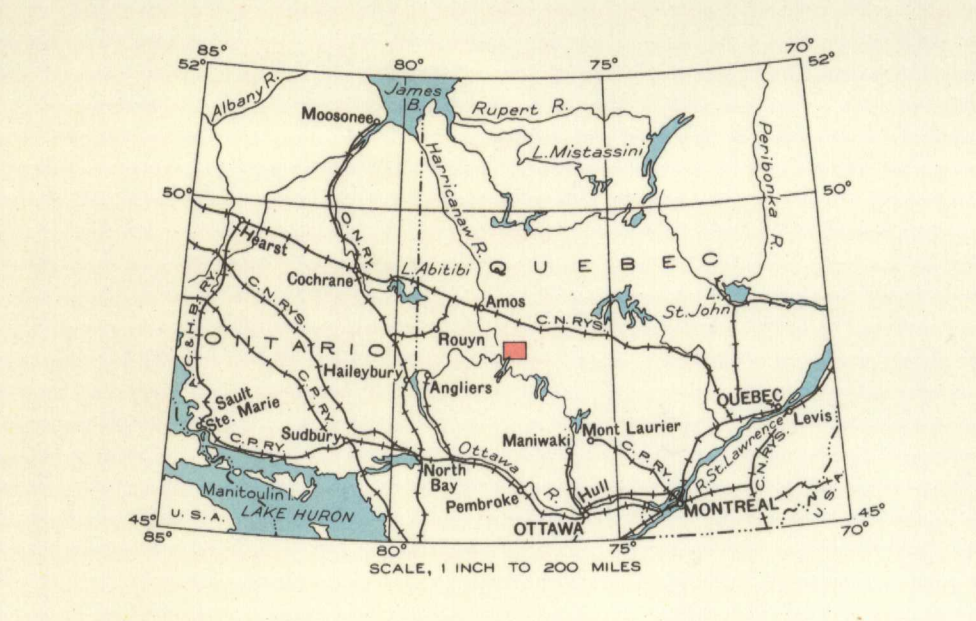 85°
80°
75°
70°
52°
52°
Albany R.
James
B.
Moosonee
Rupert R.
L. Mistassini
Peribonka R.
Harricanaw R.
50°
50°
O. N. RY.
Hearst
Cochrane
L. Abitibi
QUEBEC
C. N. RYS.
Amos
C. N. RYS.
L.
St. John
A. C. & H. B. RY.
ONTARIO
Rouyn
Haileybury
Angliers
C. P. RY.
Sault
Ste. Marie
QUEBEC
Levis
C. P. RY.
Sudbury
Maniwaki
Mont Laurier
C. P. RY.
R. St. Lawrence
C. N. RYS.
Ottawa R.
North
Bay
Pembroke
Hull
OTTAWA
MONTREAL
Manitoulin I.
LAKE HURON
U. S. A.
U. S. A.
45°
45°
85°
80°
75°
70°
SCALE, 1 INCH TO 200 MILES